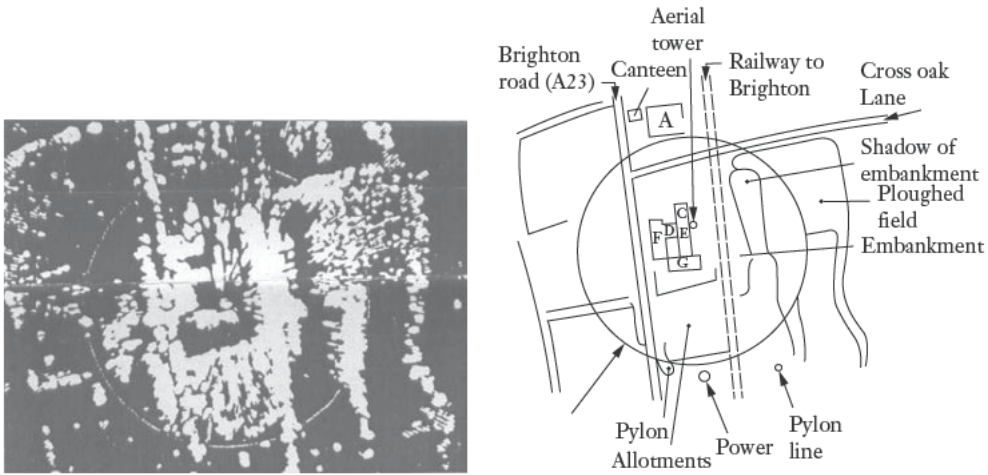 Aerial
tower
Brighton
road (A23)
Canteen
Railway to
Brighton
Cross oak
Lane
A
Shadow of
embankment
Ploughed
field
Embankment
C
D
E
F
G
Pylon
Allotments
Power
Pylon
line